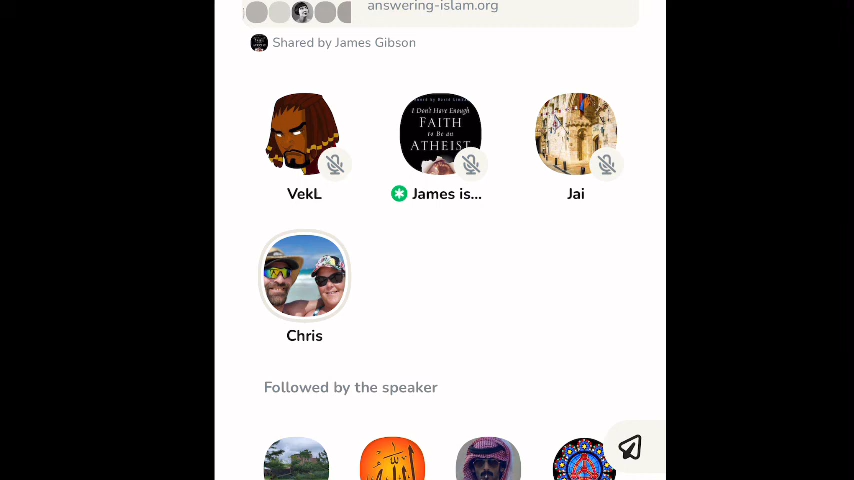 answering-islam.org
Shared by James Gibson
I Don't Have Enough
FAITH
to Be an
ATHEIST
VekL
James is...
Jai
Chris
Followed by the speaker
الله